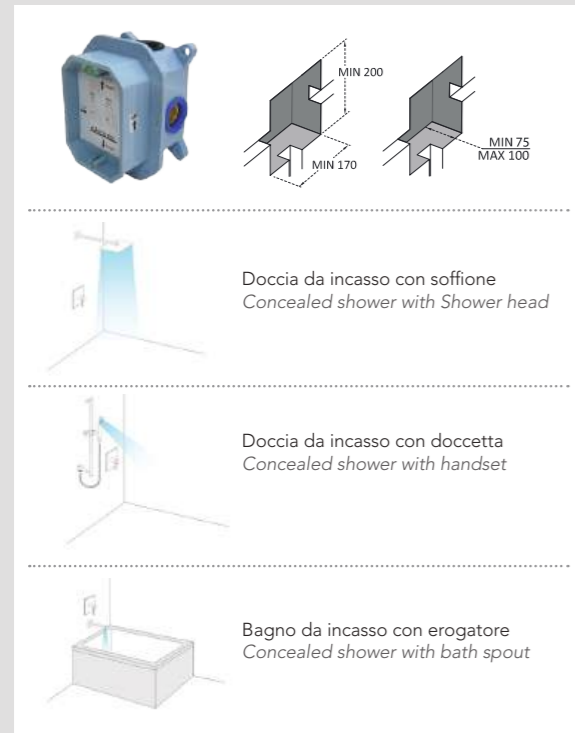 MIN 200
MIN 170
MIN 75
MAX 100
Doccia da incasso con soffione
Concealed shower with Shower head
Doccia da incasso con doccetta
Concealed shower with handset
Bagno da incasso con erogatore
Concealed shower with bath spout